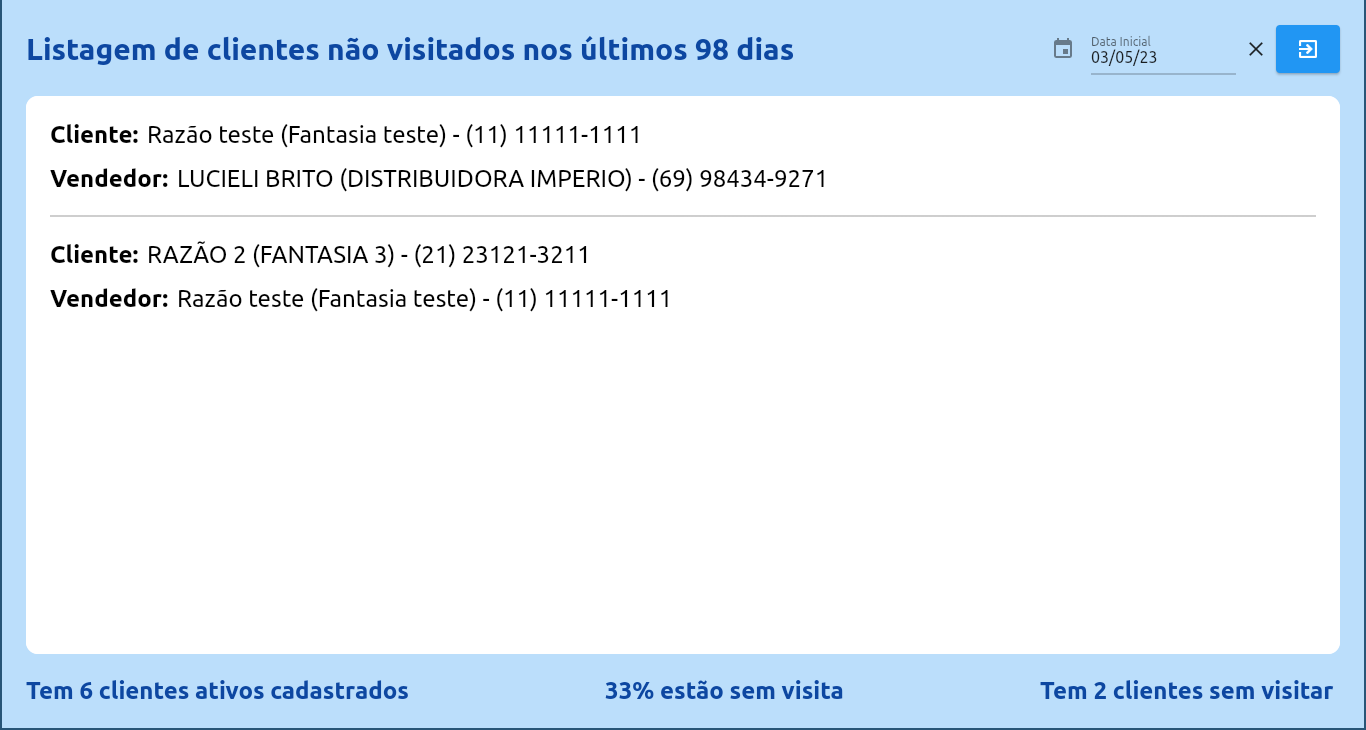 Listagem de clientes não visitados nos últimos 98 dias
Data Inicial
03/05/23
Cliente: Razão teste (Fantasia teste) - (11) 11111-1111
Vendedor: LUCIELI BRITO (DISTRIBUIDORA IMPERIO) - (69) 98434-9271
Cliente: RAZÃO 2 (FANTASIA 3) - (21) 23121-3211
Vendedor: Razão teste (Fantasia teste) - (11) 11111-1111
Tem 6 clientes ativos cadastrados
33% estão sem visita
Tem 2 clientes sem visitar